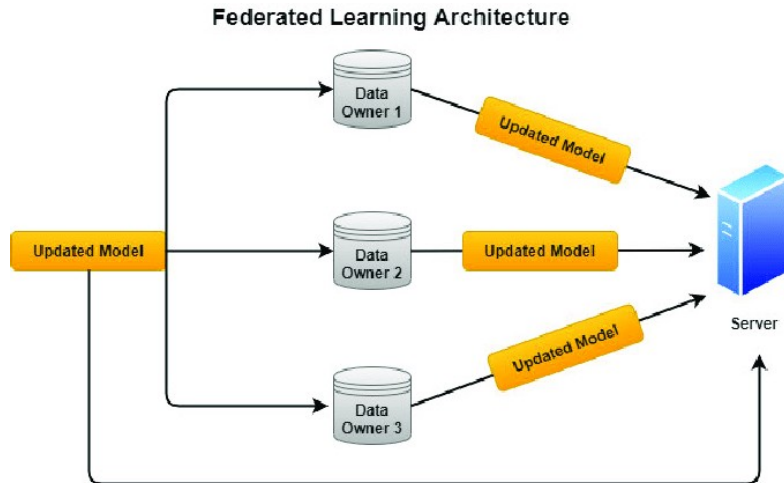 Federated Learning Architecture
Data
Owner 1
Updated Model
Updated Model
Data
Owner 2
Updated Model
Server
Data
Owner 3
Updated Model